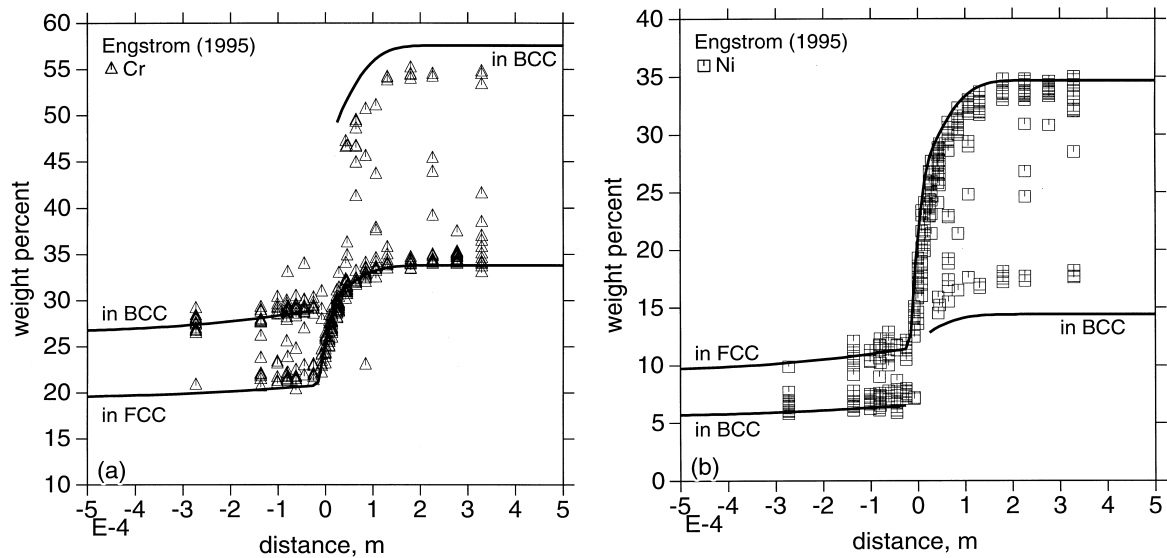 60
55
50
45
40
35
30
25
20
15
10
weight percent
Engstrom (1995)
Cr
in BCC
in BCC
in FCC
(a)
-5 -4 -3 -2 -1 0 1 2 3 4 5
E-4
distance, m
40
35
30
25
20
15
10
5
0
weight percent
Engstrom (1995)
Ni
in FCC
in BCC
in BCC
(b)
-5 -4 -3 -2 -1 0 1 2 3 4 5
E-4
distance, m